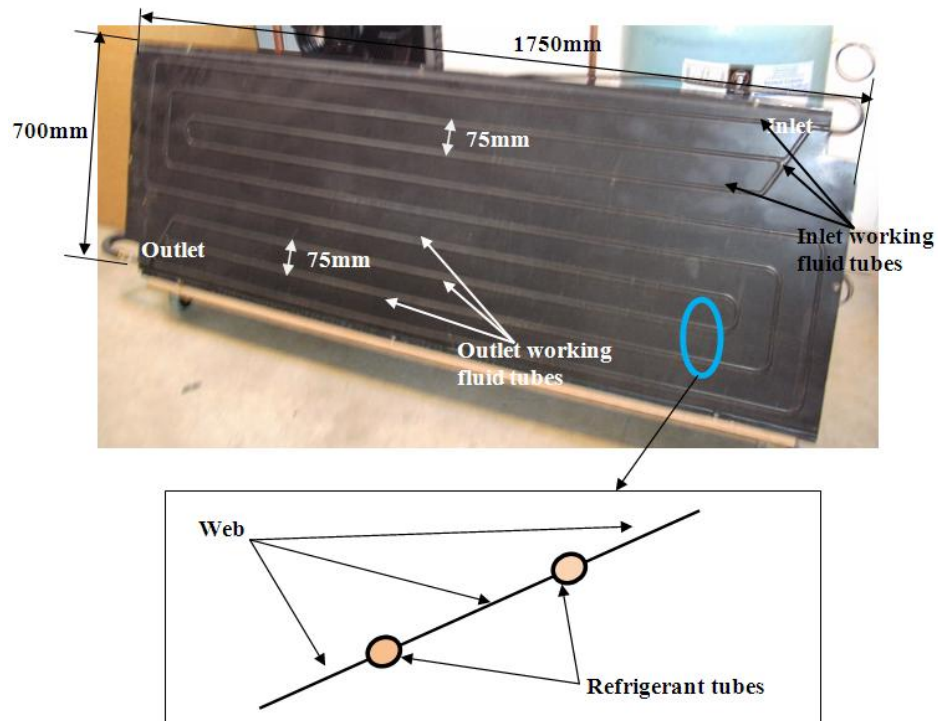 1750mm
700mm
75mm
Inlet
Inlet working
fluid tubes
Outlet
75mm
Outlet working
fluid tubes
Web
Refrigerant tubes